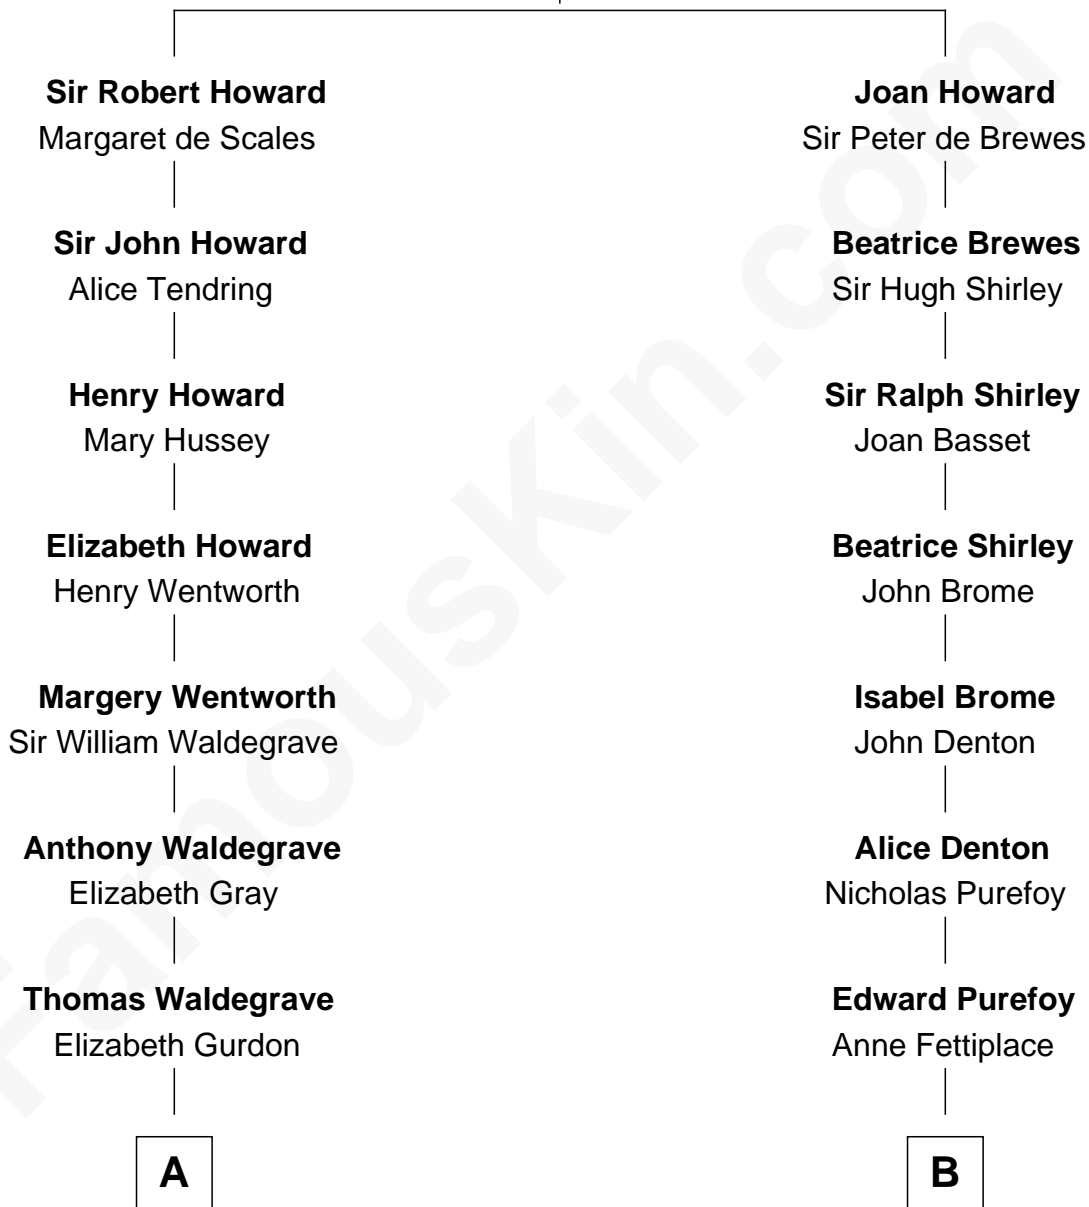 Sir Robert Howard
Margaret de Scales
Sir John Howard
Alice Tendring
Henry Howard
Mary Hussey
Elizabeth Howard
Henry Wentworth
Margery Wentworth
Sir William Waldegrave
Anthony Waldegrave
Elizabeth Gray
Thomas Waldegrave
Elizabeth Gurdon
A
Joan Howard
Sir Peter de Brewes
Beatrice Brewes
Sir Hugh Shirley
Sir Ralph Shirley
Joan Basset
Beatrice Shirley
John Brome
Isabel Brome
John Denton
Alice Denton
Nicholas Purefoy
Edward Purefoy
Anne Fettiplace
B
FamousKin.com